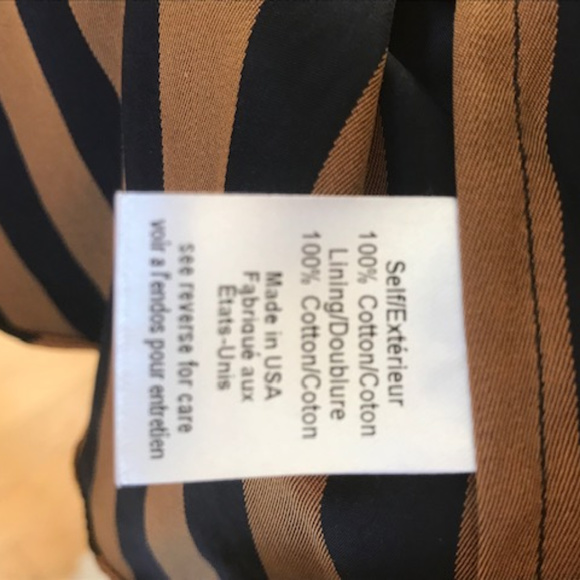 Self/Extérieur
100% Cotton/Coton
Lining/Doublure
100% Cotton/Coton
Made in USA
Fabriqué aux
États-Unis
see reverse for care
voir a l'endos pour entretien